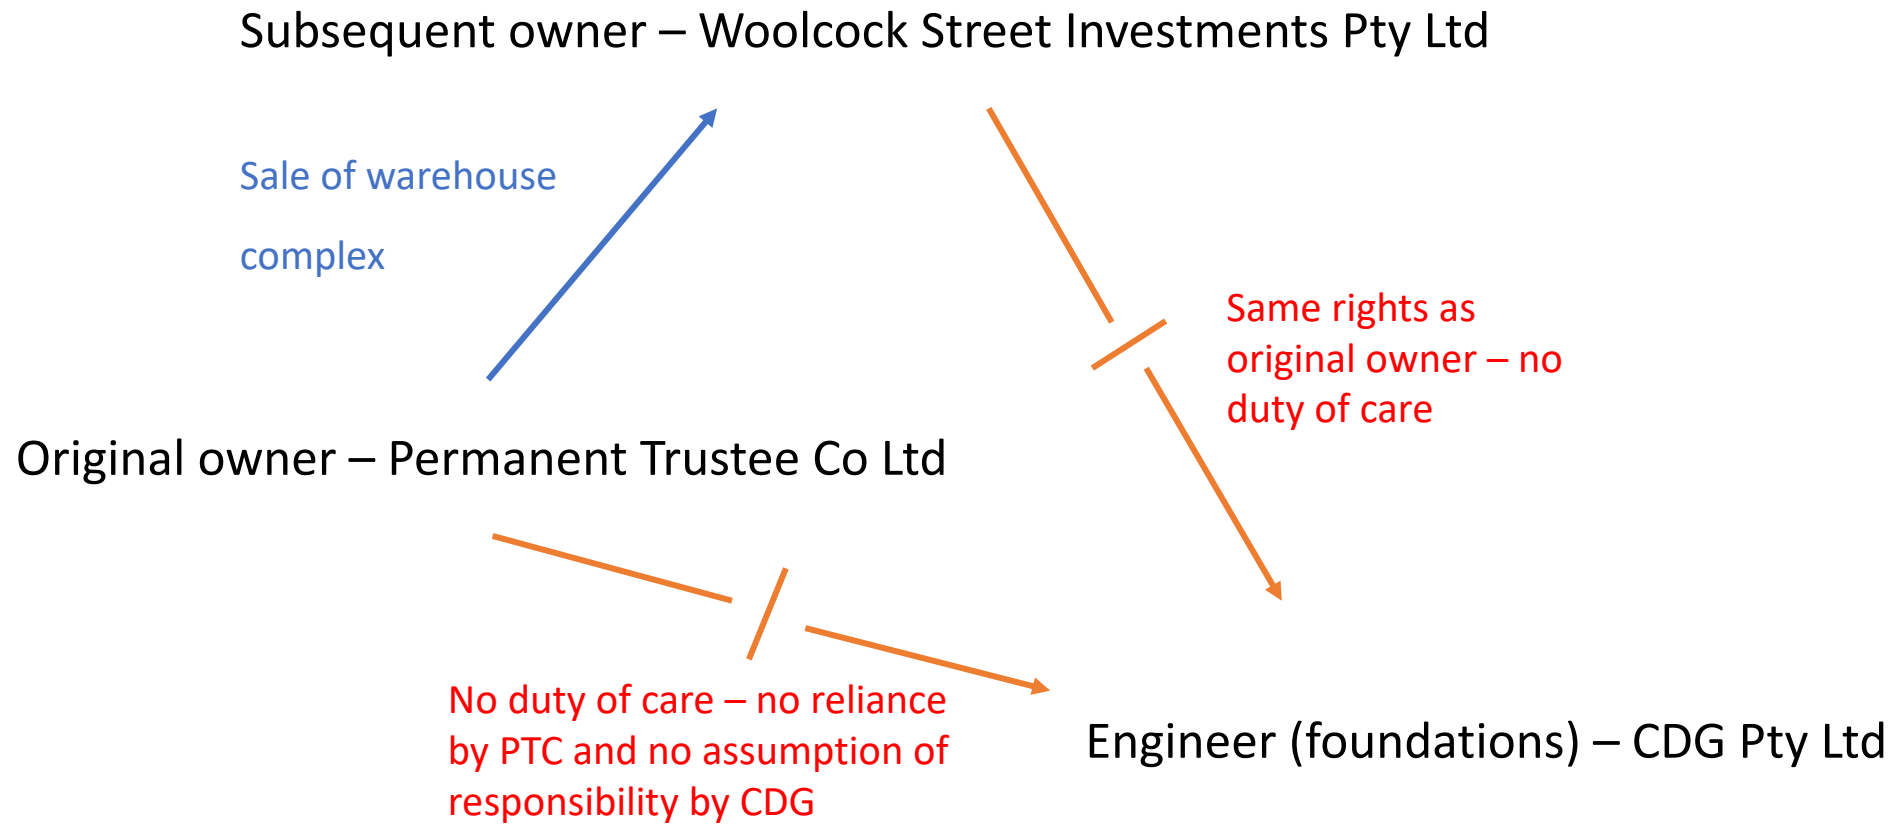 Subsequent owner – Woolcock Street Investments Pty Ltd
Sale of warehouse
complex
Same rights as
original owner – no
duty of care
Original owner – Permanent Trustee Co Ltd
No duty of care – no reliance
by PTC and no assumption of
responsibility by CDG
Engineer (foundations) – CDG Pty Ltd